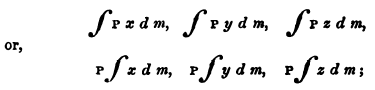 ∫ P x d m, ∫ P y d m, ∫ P z d m,
or,
P ∫ x d m, P ∫ y d m, P ∫ z d m ;